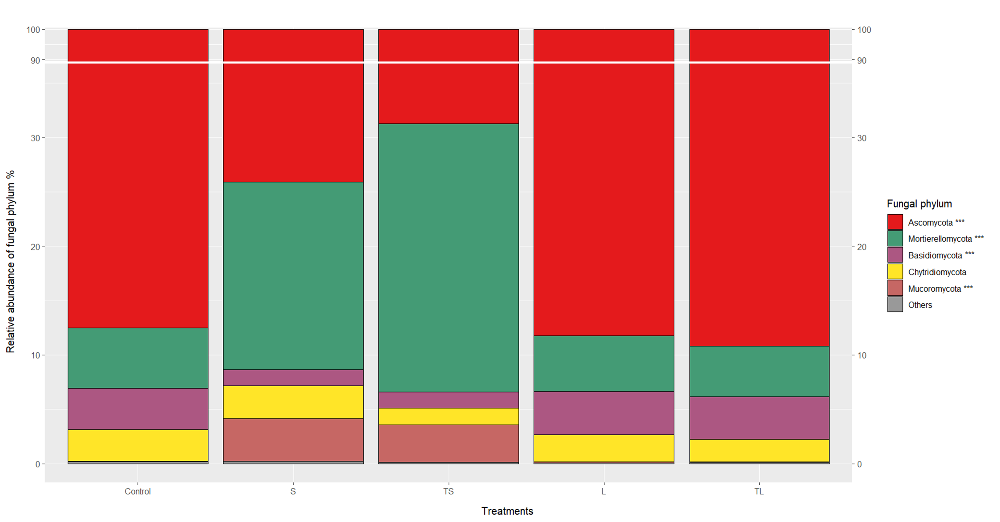 100
90
30
20
10
0
Relative abundance of fungal phylum %
100
90
30
20
10
0
Control S TS L TL
Treatments
Fungal phylum
Ascomycota ***
Mortierellomycota ***
Basidiomycota ***
Chytridiomycota
Mucoromycota ***
Others